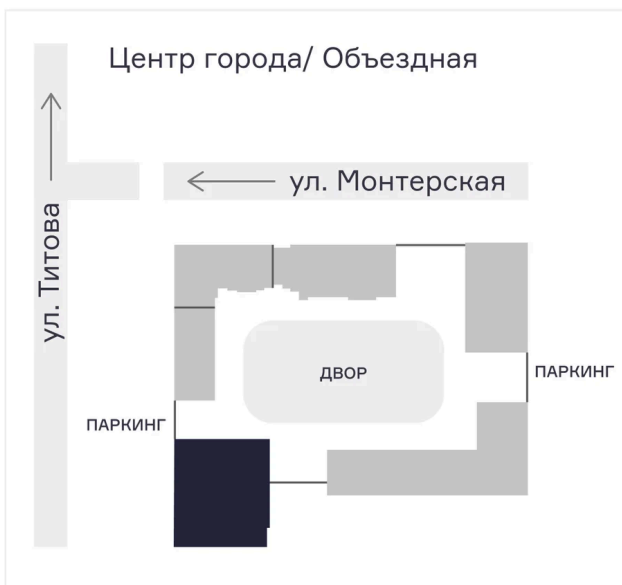 Центр города/ Объездная
ул. Монтерская
ул. Титова
ДВОР
ПАРКИНГ
ПАРКИНГ